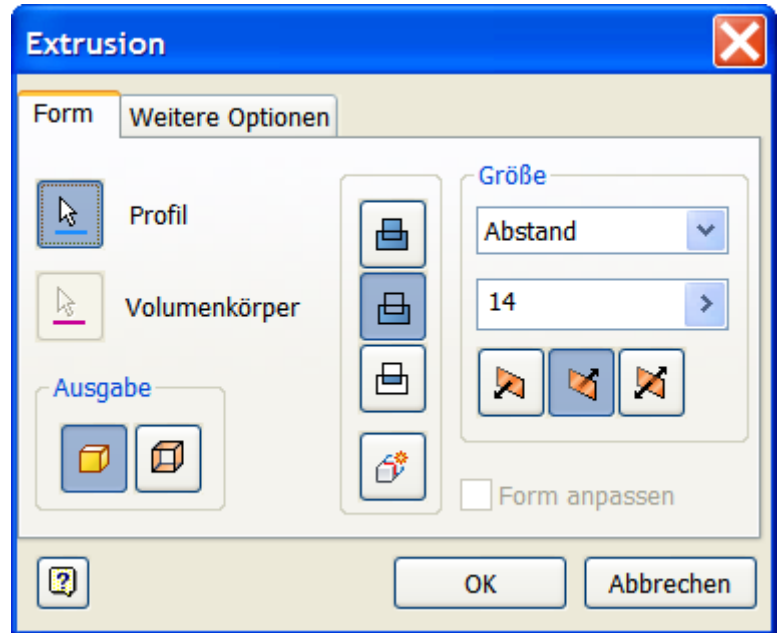 Extrusion
Form
Weitere Optionen
Profil
Volumenkörper
Ausgabe
Größe
Abstand
14
Form anpassen
?
OK
Abbrechen